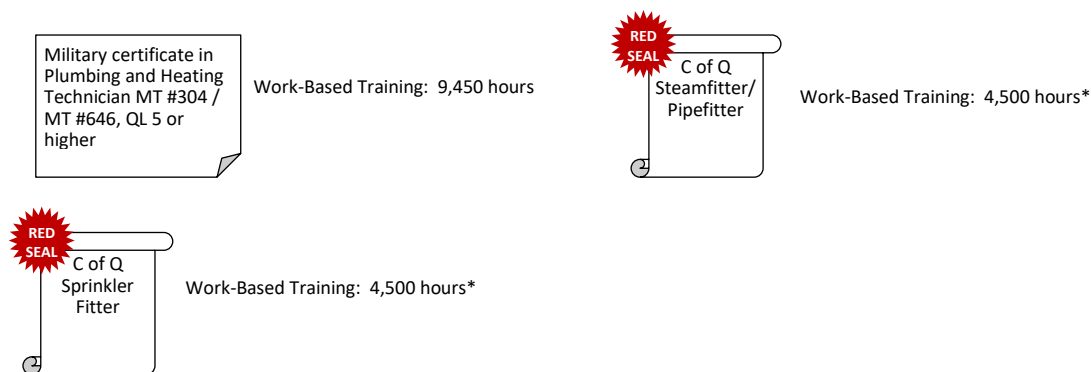 Military certificate in
Plumbing and Heating
Technician MT #304 /
MT #646, QL 5 or
higher
Work-Based Training: 9,450 hours
RED
SEAL
C of Q
Steamfitter/
Pipefitter
Work-Based Training: 4,500 hours*
RED
SEAL
C of Q
Sprinkler
Fitter
Work-Based Training: 4,500 hours*